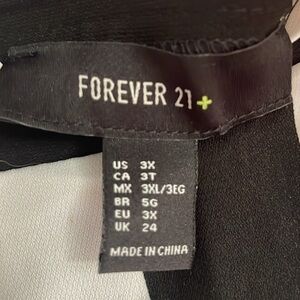 FOREVER 21+
US 3X
CA 3T
MX 3XL/3EG
BR 5G
EU 3X
UK 24
MADE IN CHINA